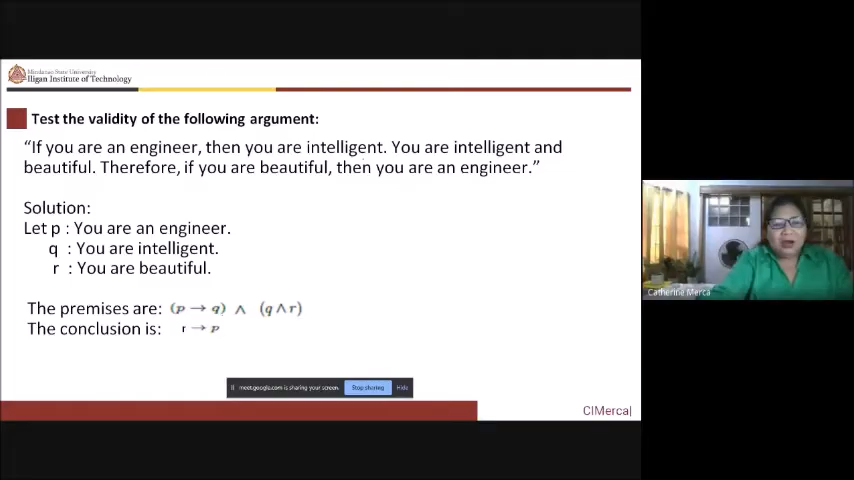 Mindanao State University
Iligan Institute of Technology
Test the validity of the following argument:
“If you are an engineer, then you are intelligent. You are intelligent and
beautiful. Therefore, if you are beautiful, then you are an engineer.”
Solution:
Let p : You are an engineer.
q : You are intelligent.
r : You are beautiful.
The premises are: (p → q) ∧ (q ∧ r)
The conclusion is: r → p
meet.google.com is sharing your screen. Stop sharing Hide
CIMerca|
Catherine Merca